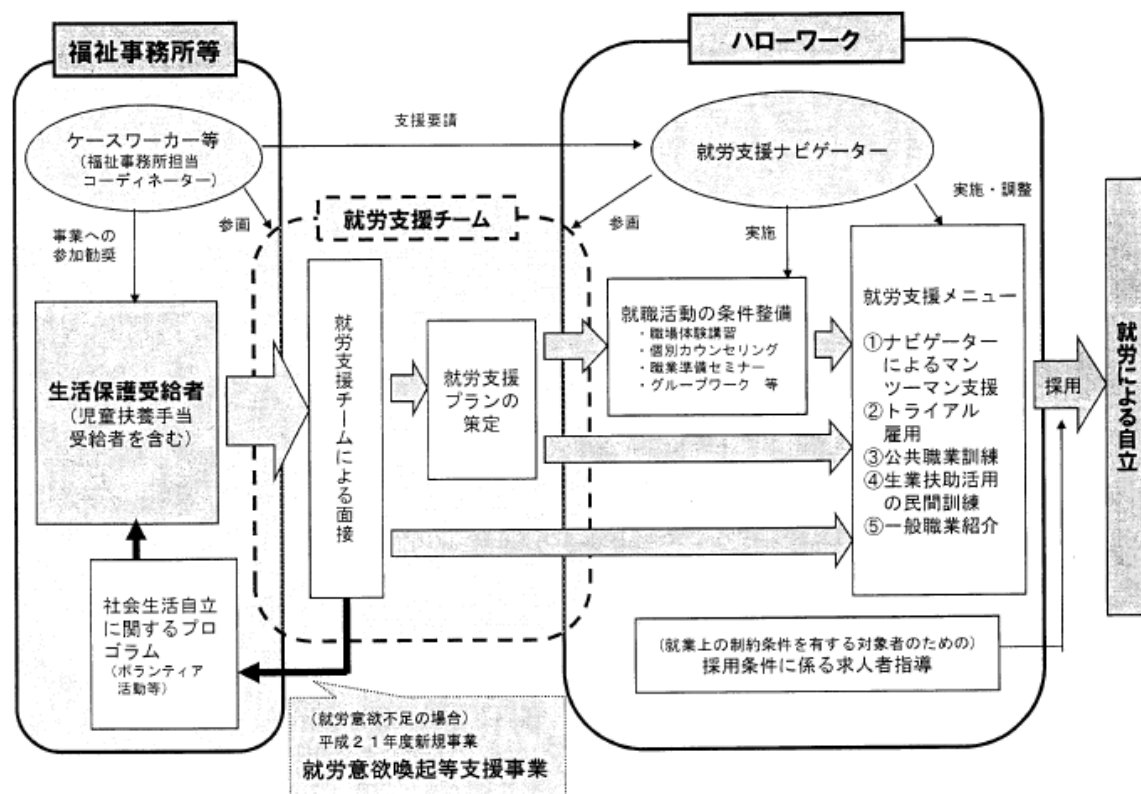 福祉事務所等
ハローワーク
ケースワーカー等
(福祉事務所担当
コーディネーター)
支援要請
就労支援ナビゲーター
事業への
参加勧奨
参画
就労支援チーム
参画
実施
実施・調整
生活保護受給者
(児童扶養手当
受給者を含む)
就労支援チームによる面接
就労支援
プランの
策定
就職活動の条件整備
・職場体験講習
・個別カウンセリング
・職業準備セミナー
・グループワーク 等
就労支援メニュー
①ナビゲーター
によるマン
ツーマン支援
②トライアル
雇用
③公共職業訓練
④生業扶助活用
の民間訓練
⑤一般職業紹介
採用
就労による自立
社会生活自立
に関するプロ
ゴラム
(ボランティア
活動等)
(就業上の制約条件を有する対象者のための)
採用条件に係る求人者指導
(就労意欲不足の場合)
平成21年度新規事業
就労意欲喚起等支援事業